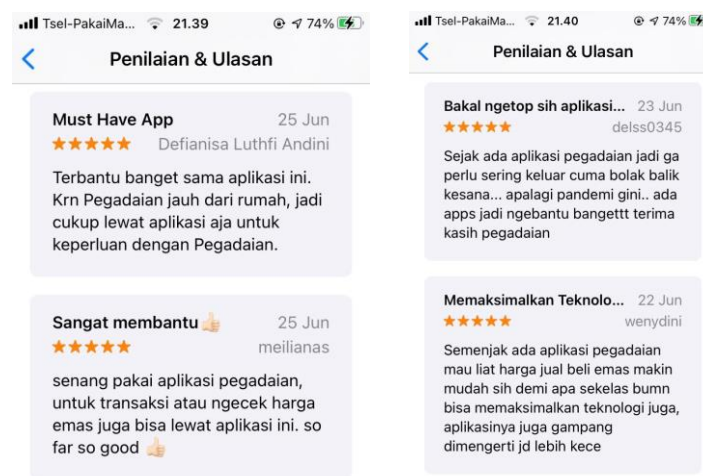 Tsel-PakaiMa... 21.39 74%
Penilaian & Ulasan
Must Have App 25 Jun
Defianisa Luthfi Andini
Terbantu banget sama aplikasi ini.
Krn Pegadaian jauh dari rumah, jadi
cukup lewat aplikasi aja untuk
keperluan dengan Pegadaian.
Sangat membantu👍🏻 25 Jun
meilianas
senang pakai aplikasi pegadaian,
untuk transaksi atau ngecek harga
emas juga bisa lewat aplikasi ini. so
far so good 👍🏻
Tsel-PakaiMa... 21.40 74%
Penilaian & Ulasan
Bakal ngetop sih aplikasi... 23 Jun
delss0345
Sejak ada aplikasi pegadaian jadi ga
perlu sering keluar cuma bolak balik
kesana... apalagi pandemi gini.. ada
apps jadi ngebantu bangettt terima
kasih pegadaian
Memaksimalkan Teknolo... 22 Jun
wenydini
Semenjak ada aplikasi pegadaian
mau liat harga jual beli emas makin
mudah sih demi apa sekelas bumn
bisa memaksimalkan teknologi juga,
aplikasinya juga gampang
dimengerti jd lebih kece